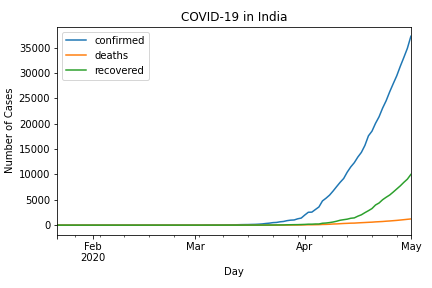 COVID-19 in India
confirmed
deaths
recovered
Number of Cases
35000
30000
25000
20000
15000
10000
5000
0
Feb Mar Apr May
2020
Day